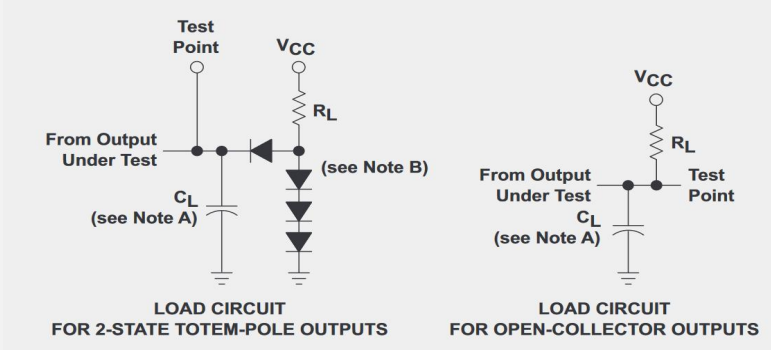 Test
Point
VCC
RL
From Output
Under Test
(see Note B)
CL
(see Note A)
LOAD CIRCUIT
FOR 2-STATE TOTEM-POLE OUTPUTS
VCC
RL
From Output
Under Test
Test
Point
CL
(see Note A)
LOAD CIRCUIT
FOR OPEN-COLLECTOR OUTPUTS